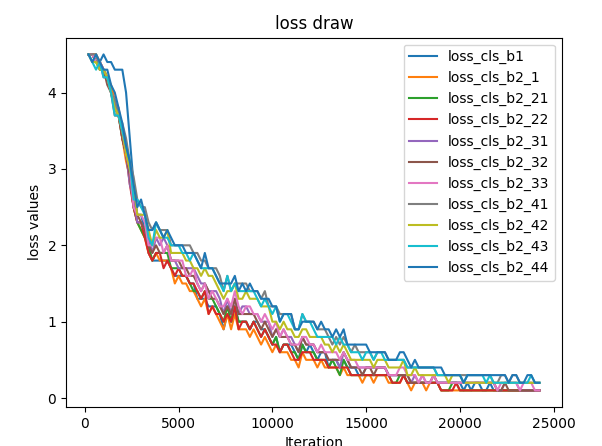 loss draw
loss values
4
3
2
1
0
loss_cls_b1
loss_cls_b2_1
loss_cls_b2_21
loss_cls_b2_22
loss_cls_b2_31
loss_cls_b2_32
loss_cls_b2_33
loss_cls_b2_41
loss_cls_b2_42
loss_cls_b2_43
loss_cls_b2_44
0 5000 10000 15000 20000 25000
Iteration